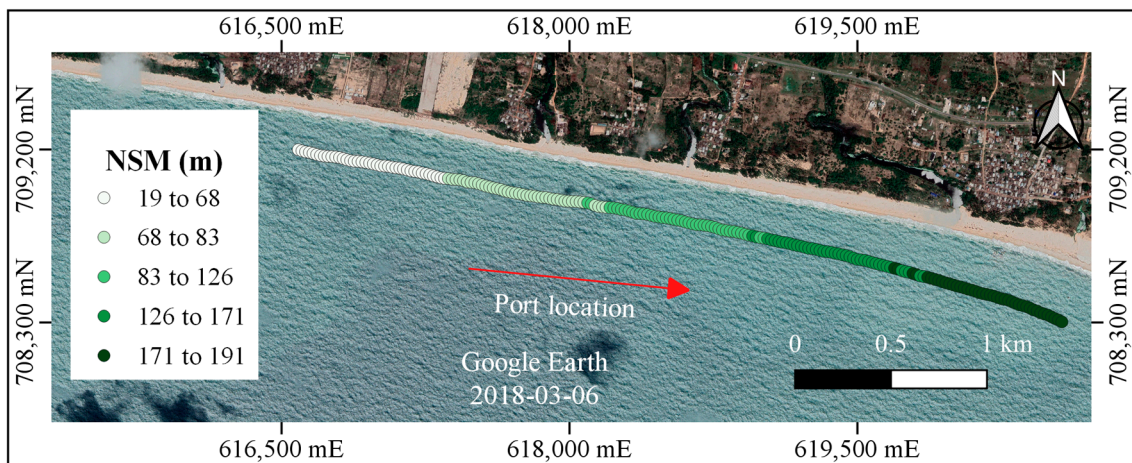 616,500 mE 618,000 mE 619,500 mE
N
709,200 mN
708,300 mN
NSM (m)
19 to 68
68 to 83
83 to 126
126 to 171
171 to 191
Port location
Google Earth
2018-03-06
0 0.5 1 km
709,200 mN
708,300 mN
616,500 mE 618,000 mE 619,500 mE